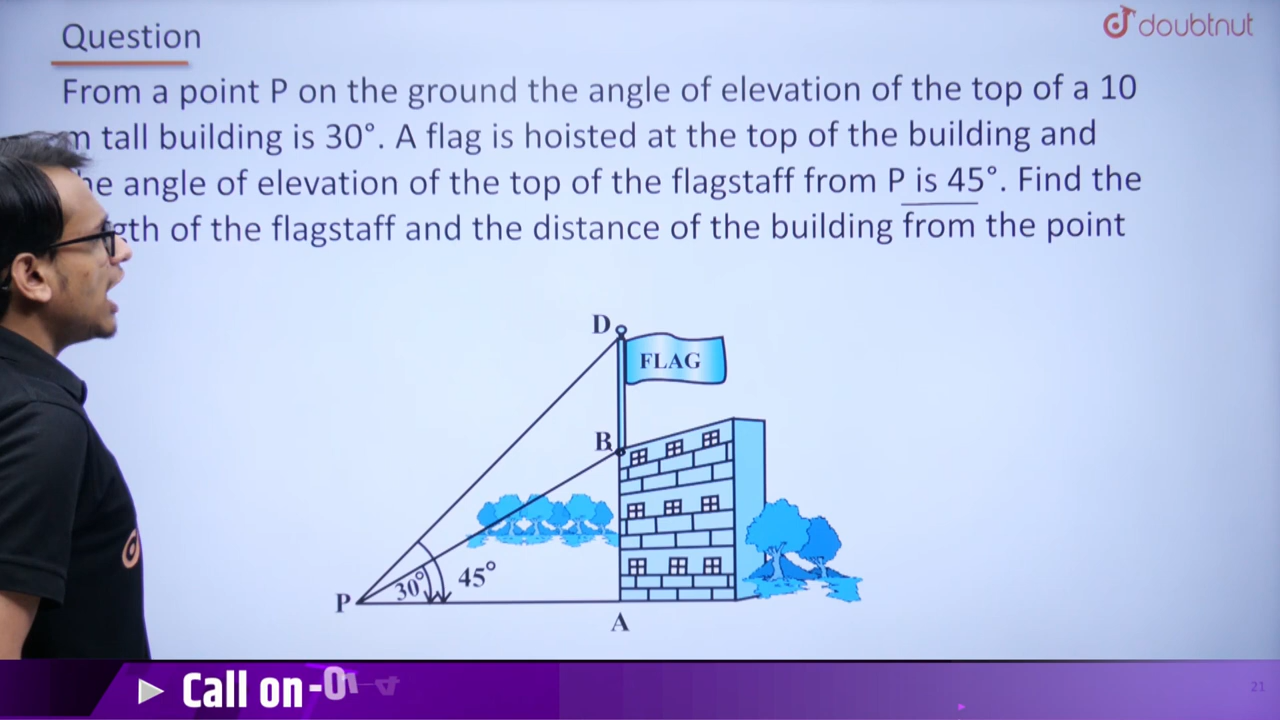 Question
doubtnut
From a point P on the ground the angle of elevation of the top of a 10
m tall building is 30°. A flag is hoisted at the top of the building and
he angle of elevation of the top of the flagstaff from P is 45°. Find the
gth of the flagstaff and the distance of the building from the point
D
FLAG
B
30°
45°
P
A
Call on-
21